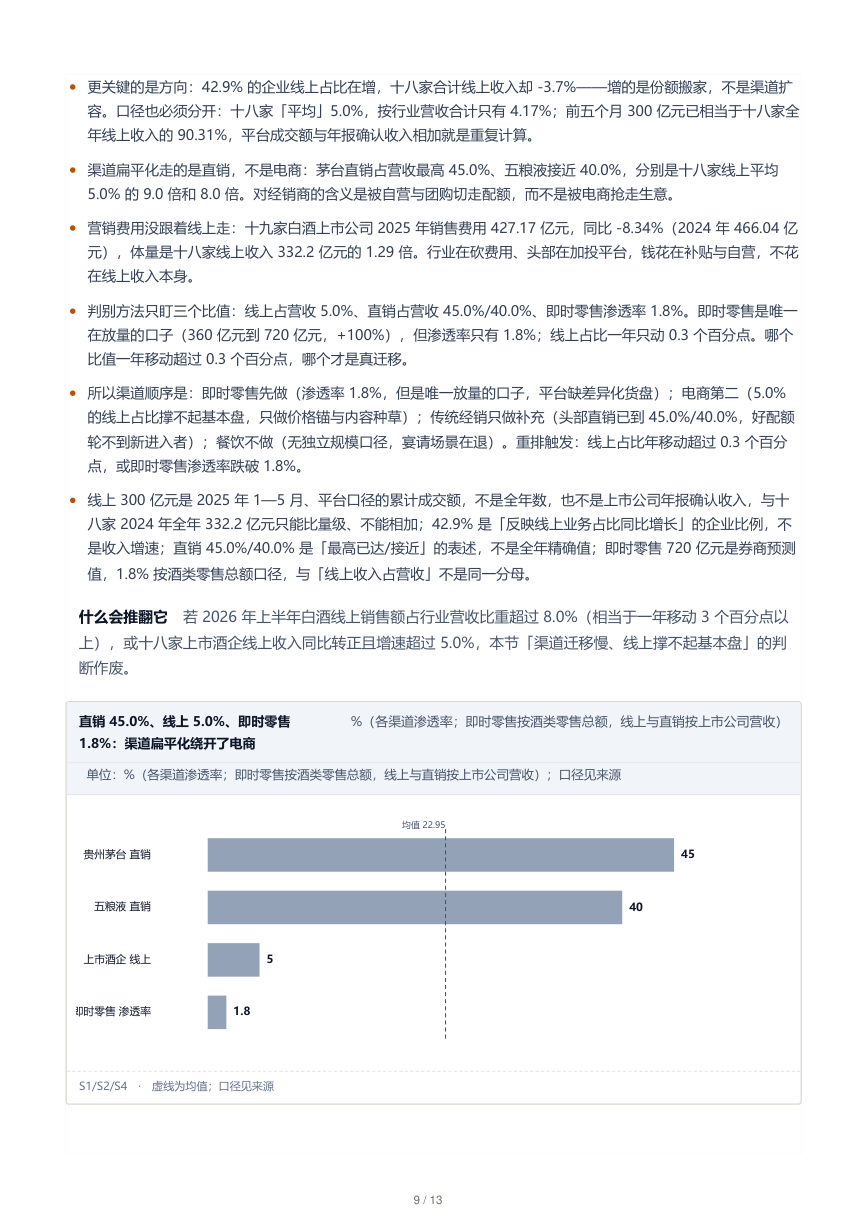 更关键的是方向：42.9% 的企业线上占比在增，十八家合计线上收入却 -3.7%——增的是份额搬家，不是渠道扩
容。口径也必须分开：十八家「平均」5.0%，按行业营收合计只有 4.17%；前五个月 300 亿元已相当于十八家全
年线上收入的 90.31%，平台成交额与年报确认收入相加就是重复计算。
渠道扁平化走的是直销，不是电商：茅台直销占营收最高 45.0%、五粮液接近 40.0%，分别是十八家线上平均
5.0% 的 9.0 倍和 8.0 倍。对经销商的含义是被自营与团购切走配额，而不是被电商抢走生意。
营销费用没跟着线上走：十九家白酒上市公司 2025 年销售费用 427.17 亿元，同比 -8.34%（2024 年 466.04 亿
元），体量是十八家线上收入 332.2 亿元的 1.29 倍。行业在砍费用、头部在加投平台，钱花在补贴与自营，不花
在线上收入本身。
判别方法只盯三个比值：线上占营收 5.0%、直销占营收 45.0%/40.0%、即时零售渗透率 1.8%。即时零售是唯一
在放量的口子（360 亿元到 720 亿元，+100%），但渗透率只有 1.8%；线上占比一年只动 0.3 个百分点。哪个
比值一年移动超过 0.3 个百分点，哪个才是真迁移。
所以渠道顺序是：即时零售先做（渗透率 1.8%，但是唯一放量的口子，平台缺差异化货盘）；电商第二（5.0%
的线上占比撑不起基本盘，只做价格锚与内容种草）；传统经销只做补充（头部直销已到 45.0%/40.0%，好配额
轮不到新进入者）；餐饮不做（无独立规模口径，宴请场景在退）。重排触发：线上占比年移动超过 0.3 个百分
点，或即时零售渗透率跌破 1.8%。
线上 300 亿元是 2025 年 1—5 月、平台口径的累计成交额，不是全年数，也不是上市公司年报确认收入，与十
八家 2024 年全年 332.2 亿元只能比量级、不能相加；42.9% 是「反映线上业务占比同比增长」的企业比例，不
是收入增速；直销 45.0%/40.0% 是「最高已达/接近」的表述，不是全年精确值；即时零售 720 亿元是券商预测
值，1.8% 按酒类零售总额口径，与「线上收入占营收」不是同一分母。
什么会推翻它 若 2026 年上半年白酒线上销售额占行业营收比重超过 8.0%（相当于一年移动 3 个百分点以
上），或十八家上市酒企线上收入同比转正且增速超过 5.0%，本节「渠道迁移慢、线上撑不起基本盘」的判
断作废。
直销 45.0%、线上 5.0%、即时零售
1.8%：渠道扁平化绕开了电商
%（各渠道渗透率；即时零售按酒类零售总额，线上与直销按上市公司营收）
单位：%（各渠道渗透率；即时零售按酒类零售总额，线上与直销按上市公司营收）；口径见来源
均值 22.95
贵州茅台 直销 45
五粮液 直销 40
上市酒企 线上 5
即时零售 渗透率 1.8
S1/S2/S4 · 虚线为均值；口径见来源
9 / 13